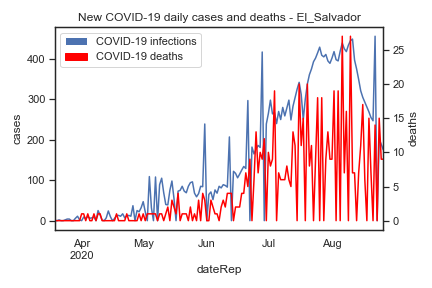 New COVID-19 daily cases and deaths - El_Salvador
COVID-19 infections
COVID-19 deaths
cases
400
300
200
100
0
25
20
15
10
5
0
deaths
Apr
2020
May
Jun
Jul
Aug
dateRep